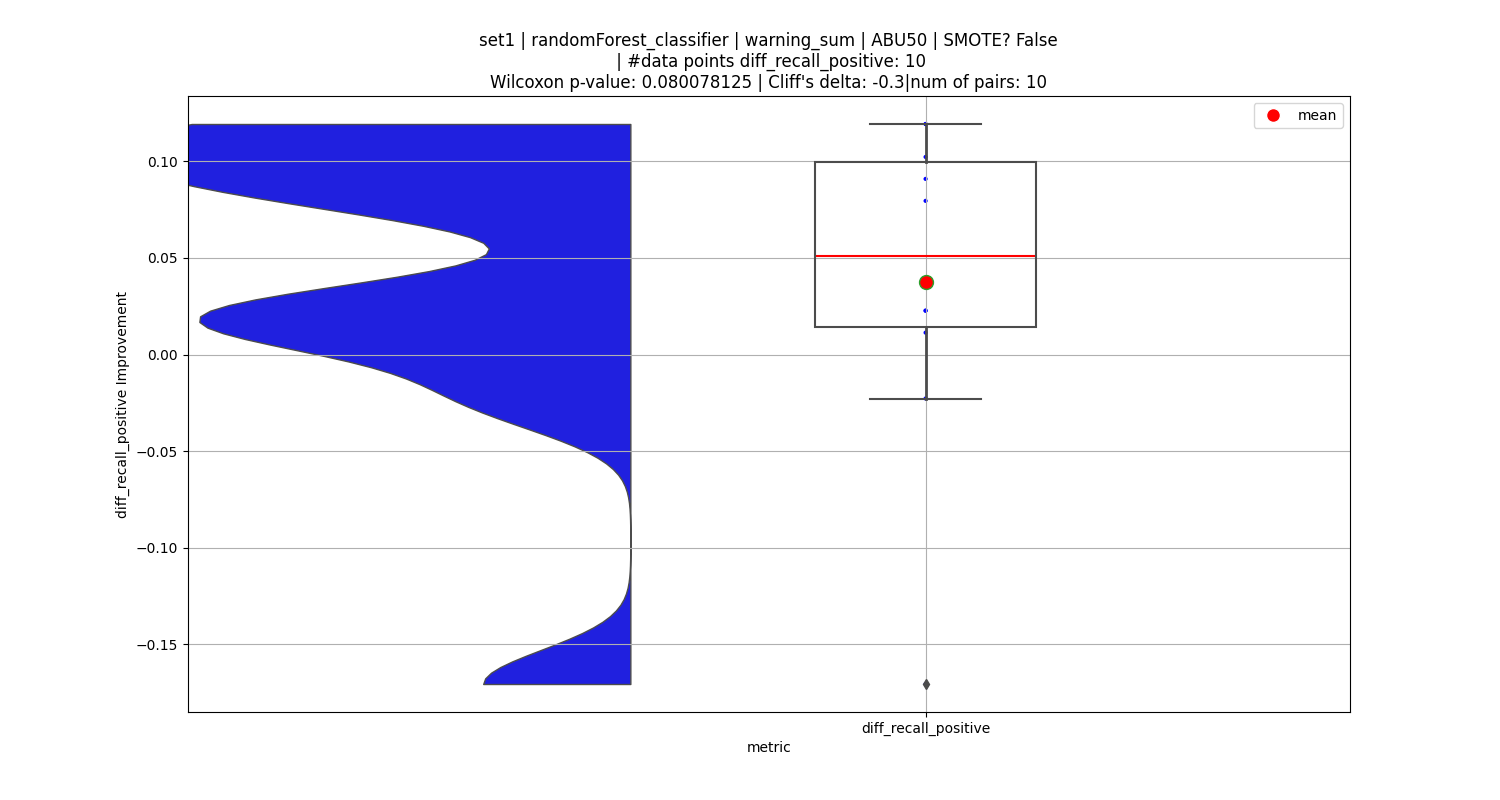 set1 | randomForest_classifier | warning_sum | ABU50 | SMOTE? False
| #data points diff_recall_positive: 10
Wilcoxon p-value: 0.080078125 | Cliff's delta: -0.3|num of pairs: 10
mean
0.10
0.05
0.00
−0.05
−0.10
−0.15
diff_recall_positive Improvement
diff_recall_positive
metric